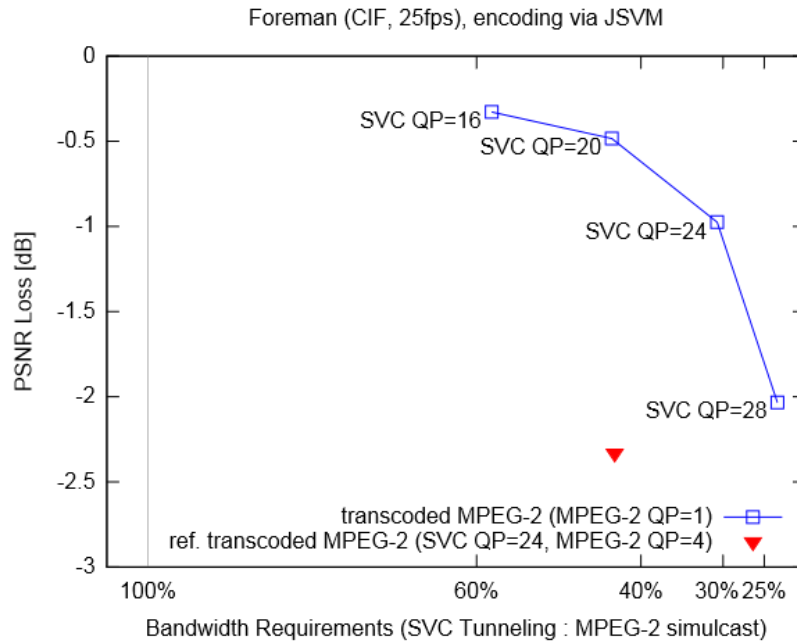 Foreman (CIF, 25fps), encoding via JSVM
0
-0.5
-1
-1.5
-2
-2.5
-3
PSNR Loss [dB]
SVC QP=16
SVC QP=20
SVC QP=24
SVC QP=28
transcoded MPEG-2 (MPEG-2 QP=1)
ref. transcoded MPEG-2 (SVC QP=24, MPEG-2 QP=4)
100% 60% 40% 30% 25%
Bandwidth Requirements (SVC Tunneling : MPEG-2 simulcast)